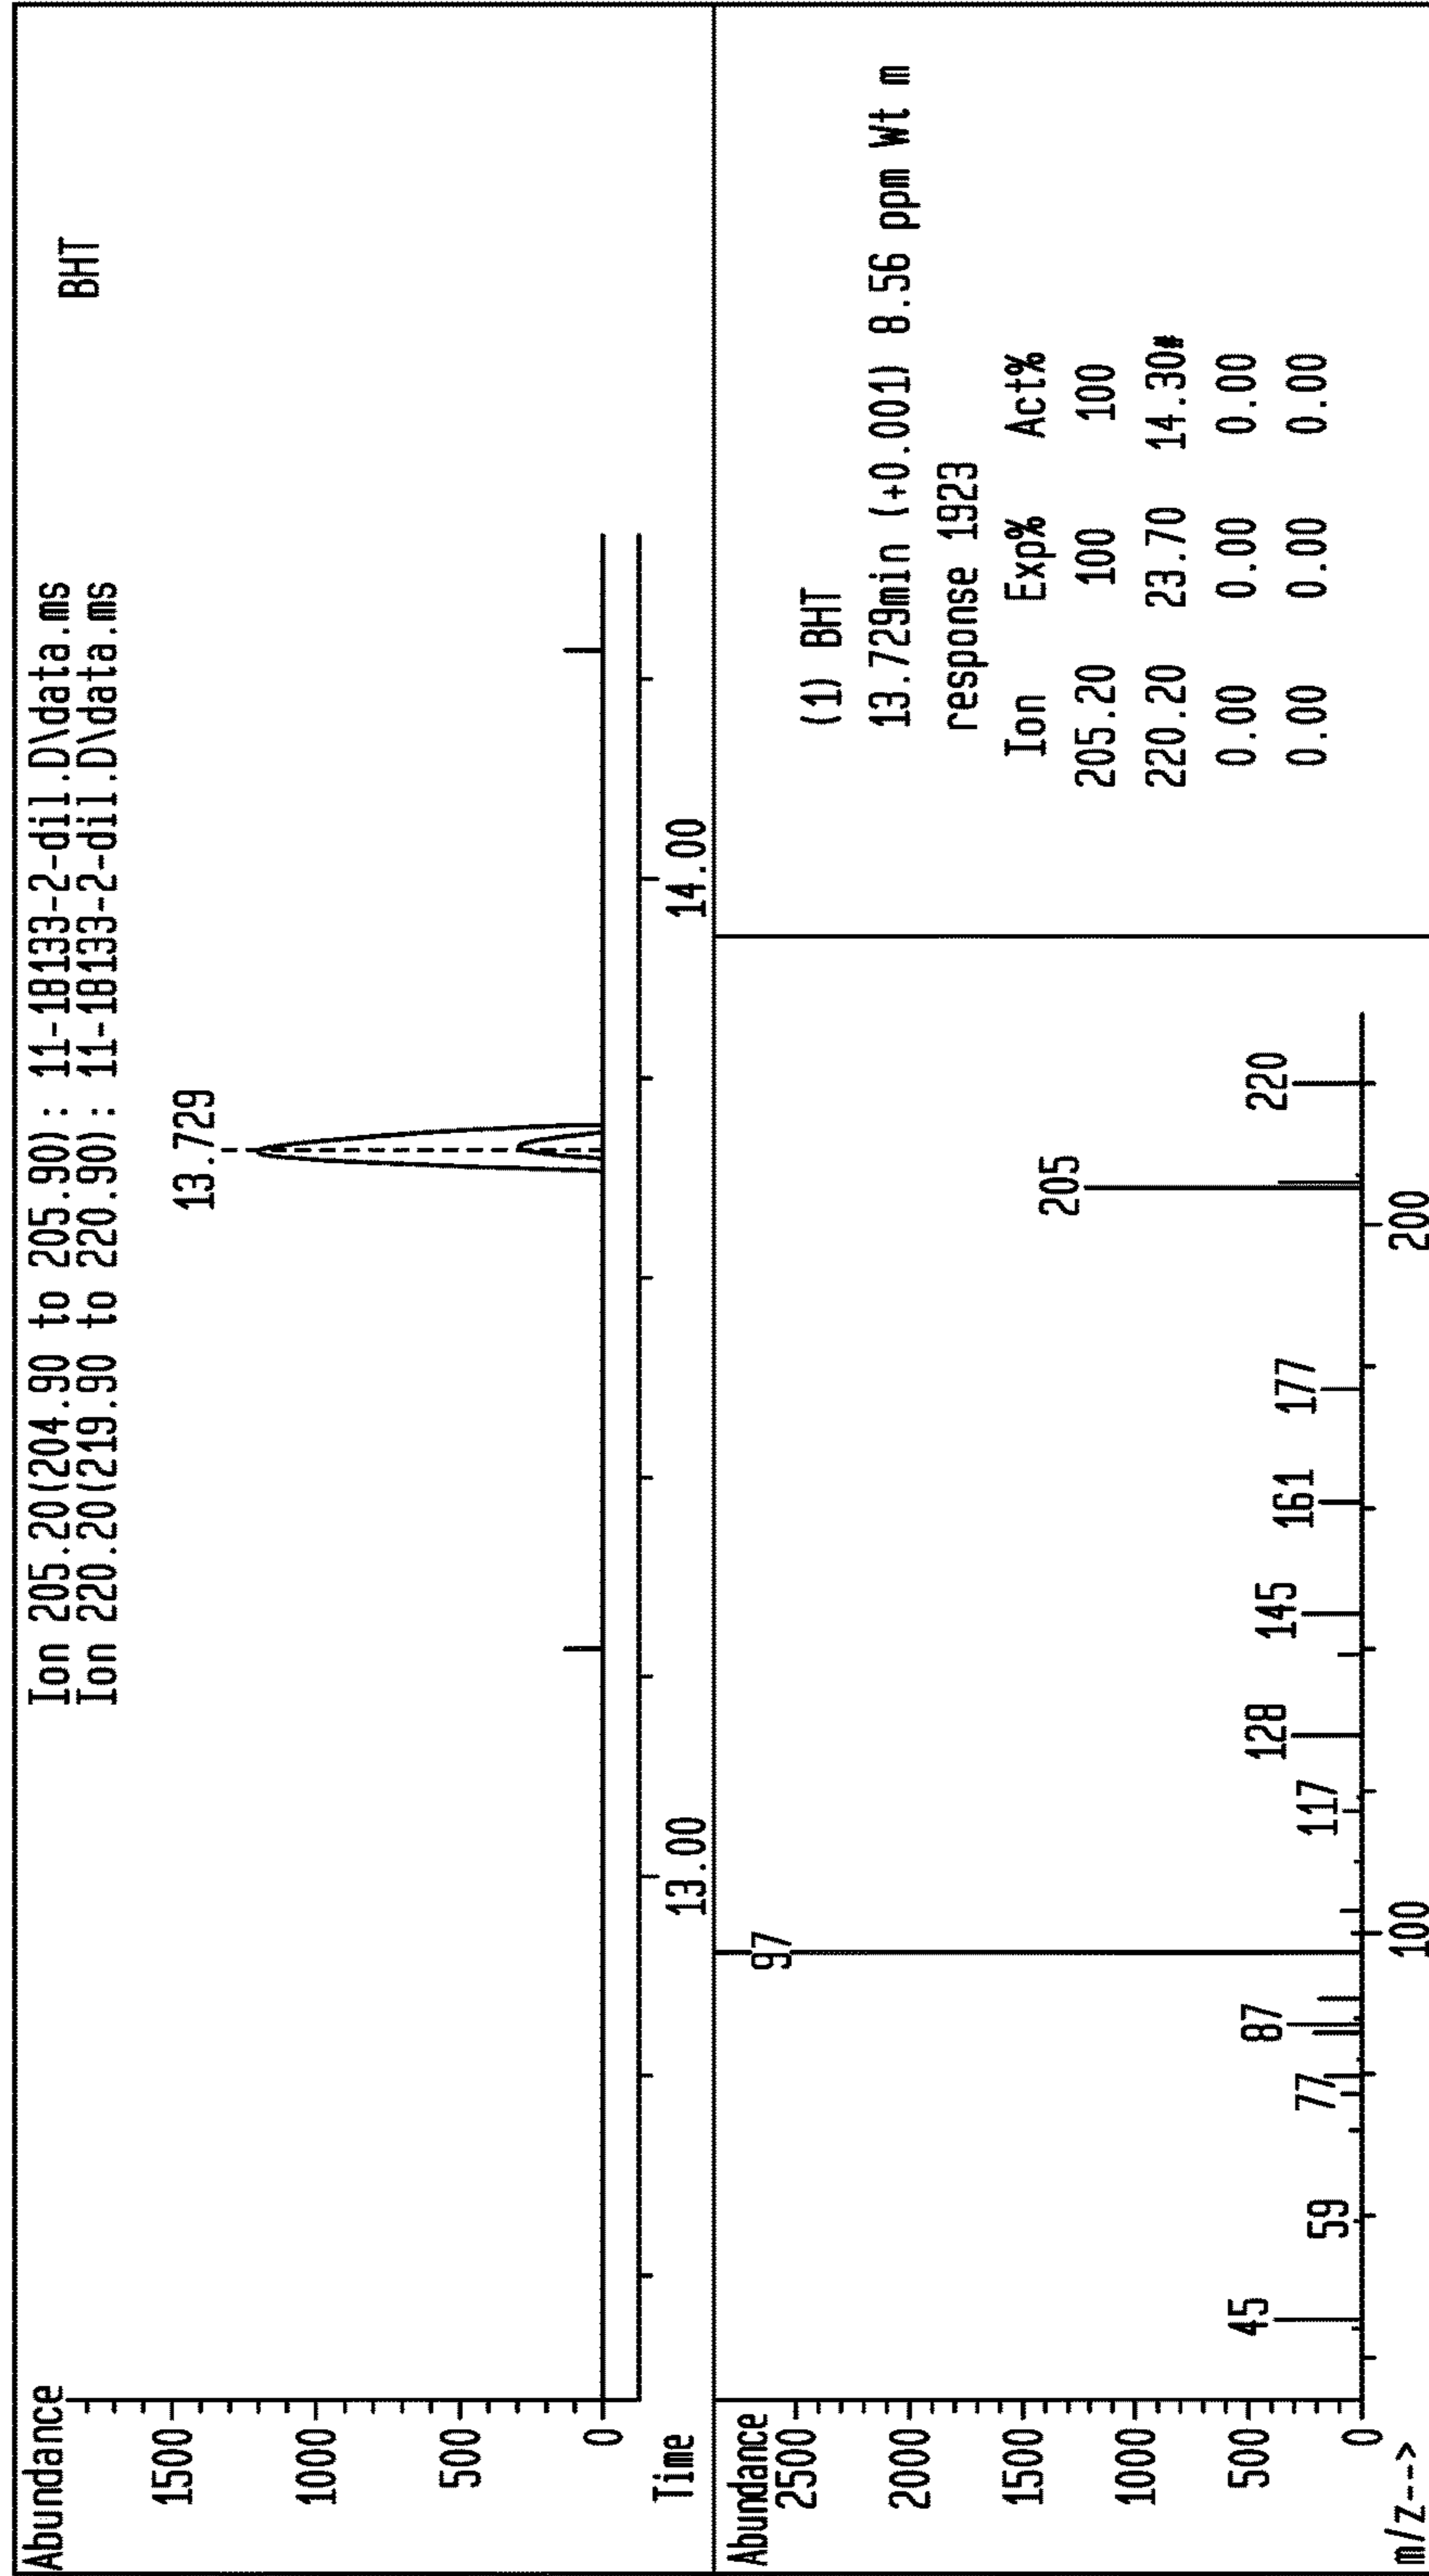 Abundance
Ion 205.20(204.90 to 205.90): 11-18133-2-dil.D\data.ms
Ion 220.20(219.90 to 220.90): 11-18133-2-dil.D\data.ms
BHT
13.729
1500
1000
500
0
Time
13.00
14.00
Abundance
2500
2000
1500
1000
500
0
m/z--->
45
59
77
87
97
117
128
145
161
177
205
220
100
200
(1) BHT
13.729min (+0.001) 8.56 ppm Wt m
response 1923
Ion Exp% Act%
205.20 100 100
220.20 23.70 14.30#
0.00 0.00 0.00
0.00 0.00 0.00